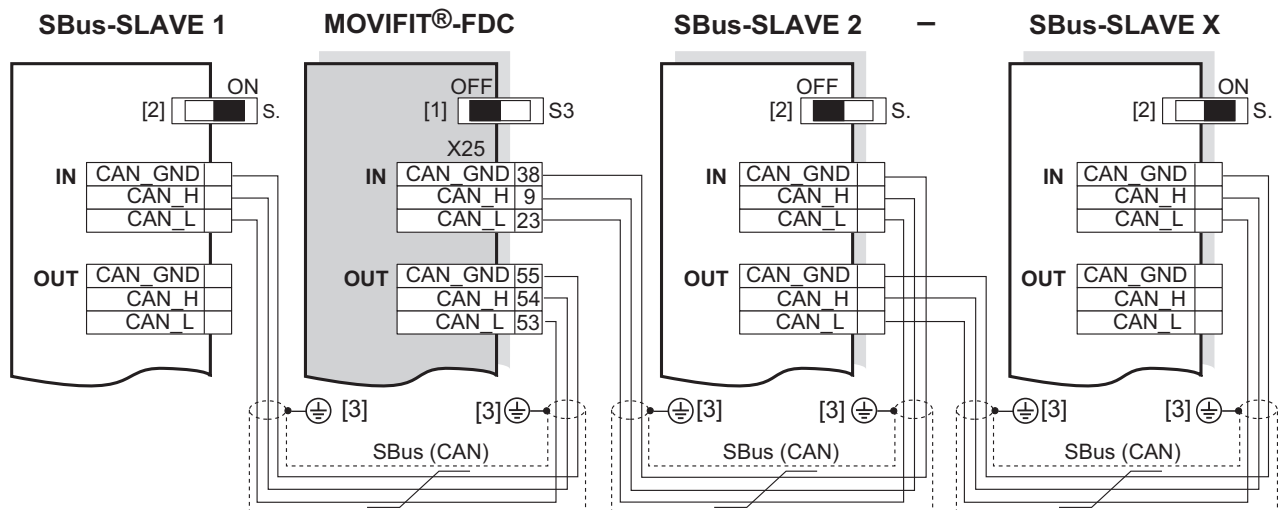 SBus-SLAVE 1
MOVIFIT®-FDC
SBus-SLAVE 2
–
SBus-SLAVE X
ON
[2]
S.
OFF
[1]
S3
OFF
[2]
S.
ON
[2]
S.
IN
CAN_GND
CAN_H
CAN_L
OUT
CAN_GND
CAN_H
CAN_L
X25
IN
CAN_GND 38
CAN_H 9
CAN_L 23
OUT
CAN_GND 55
CAN_H 54
CAN_L 53
IN
CAN_GND
CAN_H
CAN_L
OUT
CAN_GND
CAN_H
CAN_L
IN
CAN_GND
CAN_H
CAN_L
OUT
CAN_GND
CAN_H
CAN_L
[3]
[3]
SBus (CAN)
[3]
[3]
SBus (CAN)
[3]
[3]
SBus (CAN)